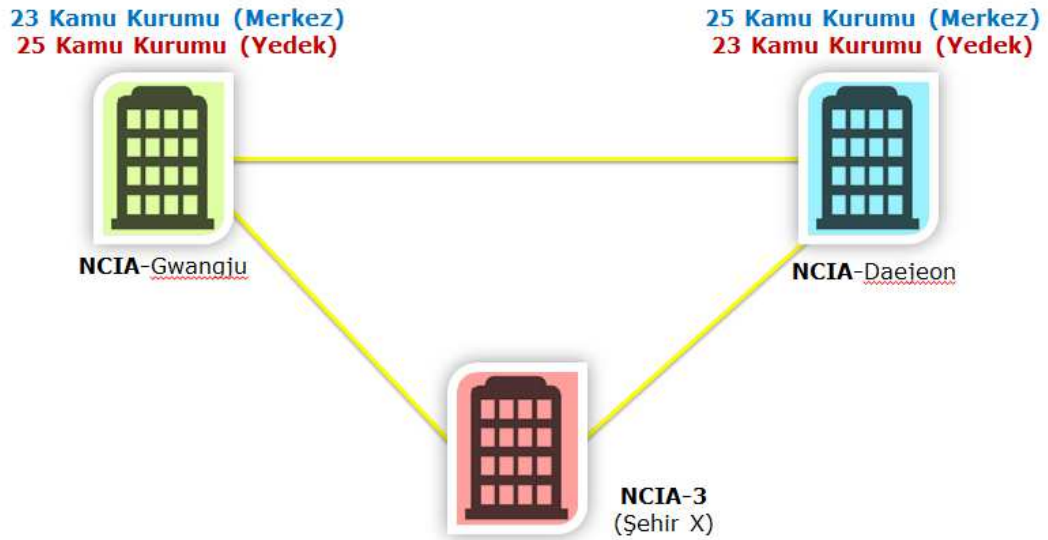 23 Kamu Kurumu (Merkez)
25 Kamu Kurumu (Yedek)
25 Kamu Kurumu (Merkez)
23 Kamu Kurumu (Yedek)
NCIA-Gwangju
NCIA-Daejeon
NCIA-3
(Şehir X)